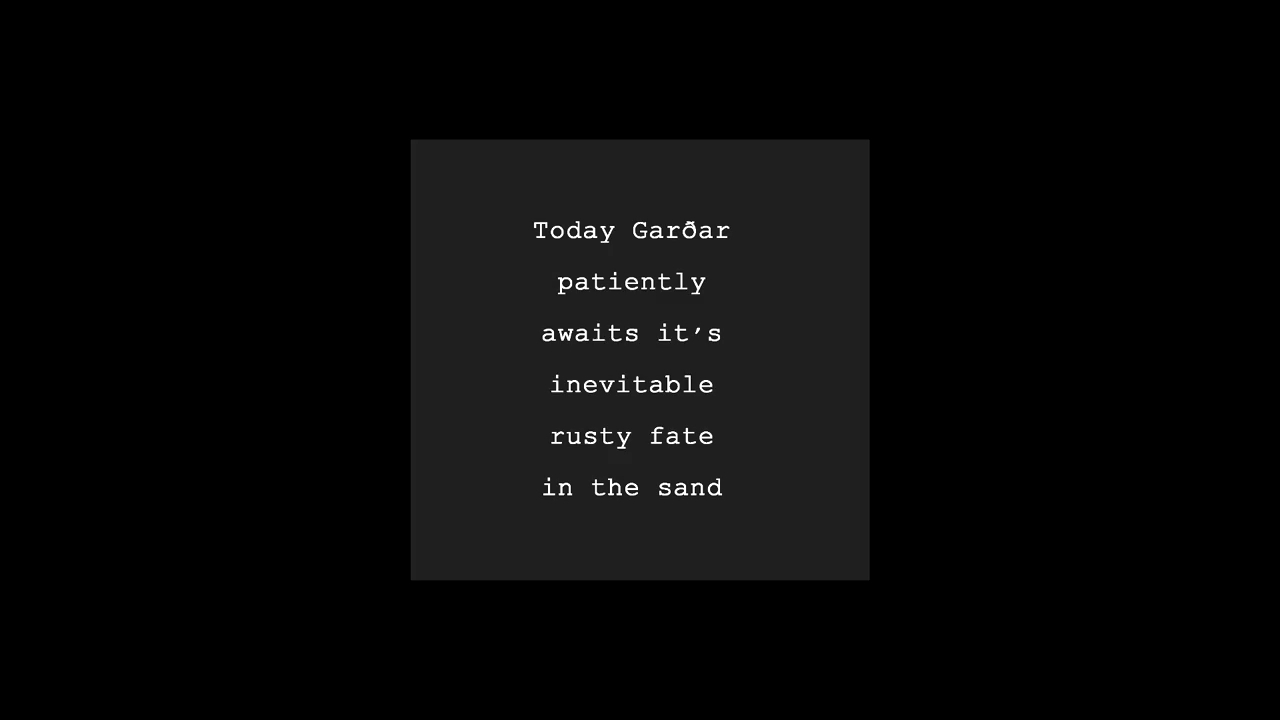 Today Garðar
patiently
awaits it’s
inevitable
rusty fate
in the sand